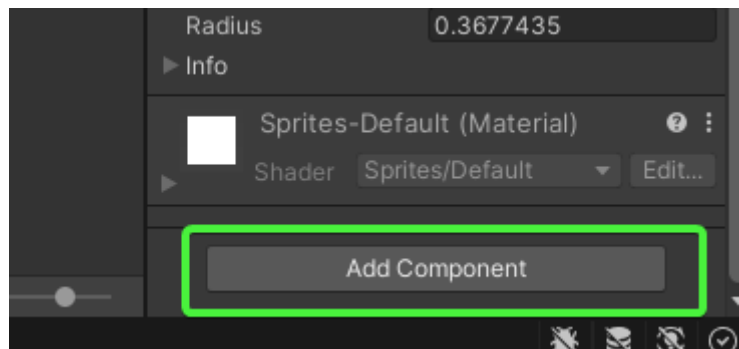 Radius 0.3677435
Info
Sprites-Default (Material)
Shader Sprites/Default Edit...
Add Component